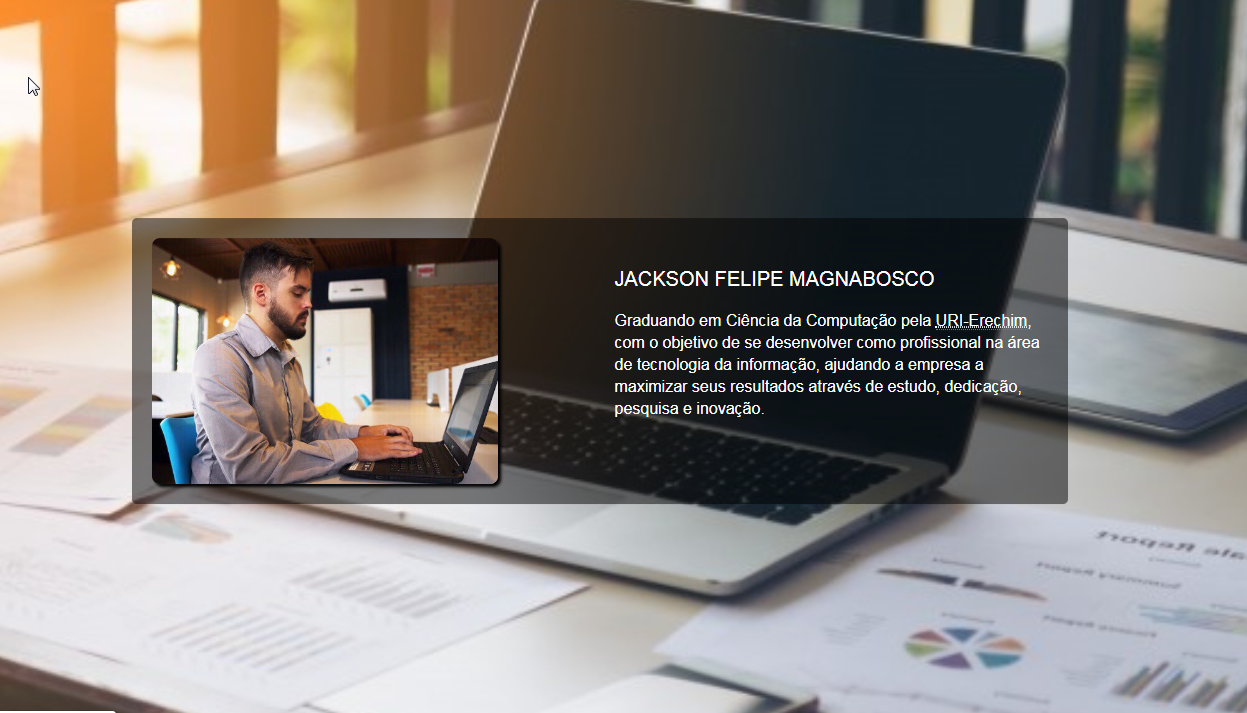 JACKSON FELIPE MAGNABOSCO
Graduando em Ciência da Computação pela URI-Erechim,
com o objetivo de se desenvolver como profissional na área
de tecnologia da informação, ajudando a empresa a
maximizar seus resultados através de estudo, dedicação,
pesquisa e inovação.